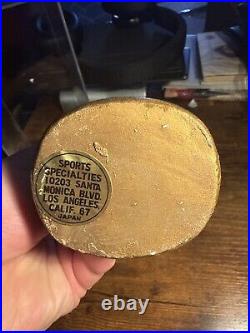 SPORTS
SPECIALTIES
10203 SANTA
MONICA BLVD.
LOS ANGELES
CALIF. 67
JAPAN